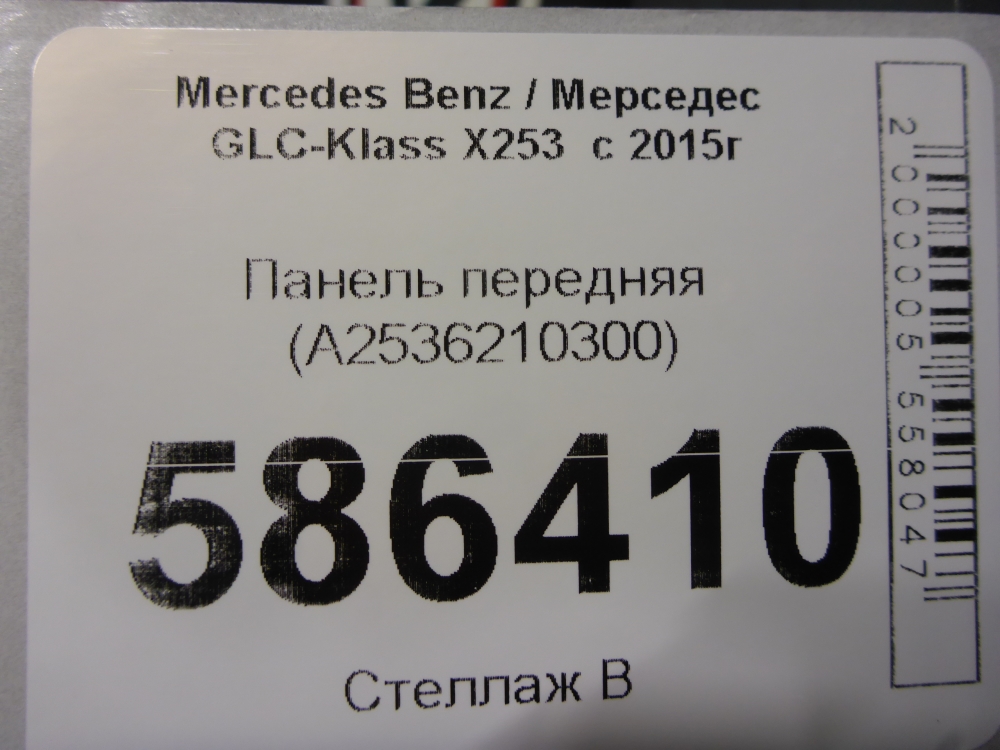 Mercedes Benz / Мерседес
GLC-Klass X253 с 2015г
Панель передняя
(A2536210300)
586410
Стеллаж В
2000005558047